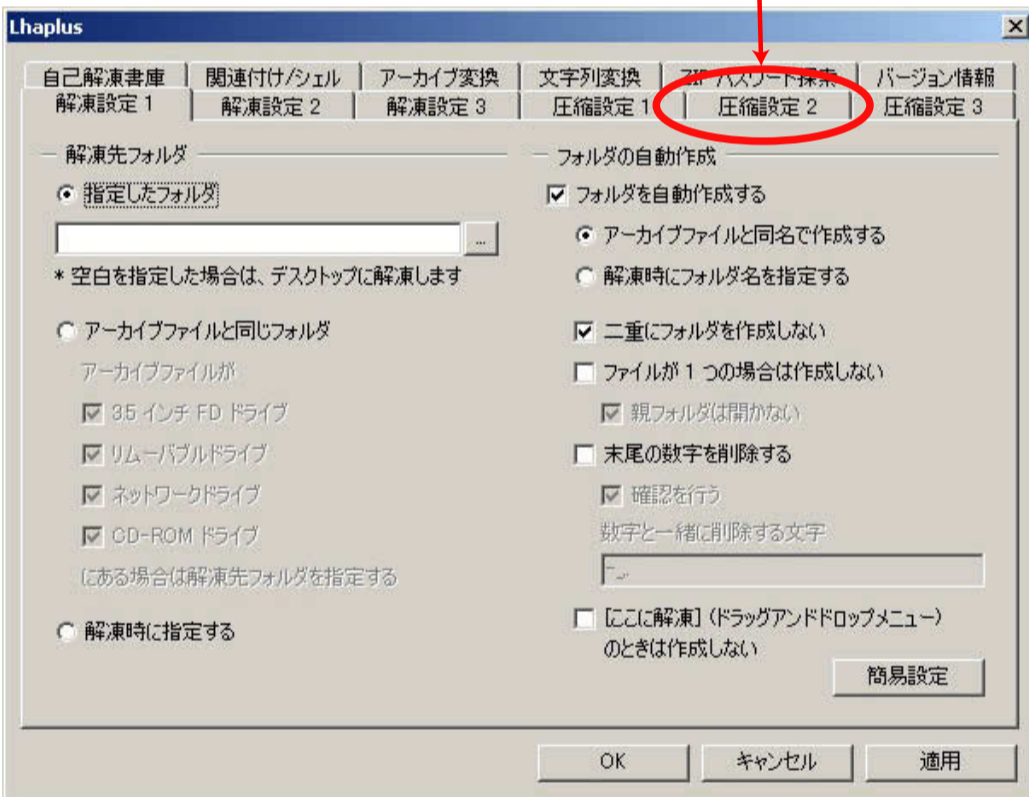 Lhaplus
自己解凍書庫 関連付け/シェル アーカイブ変換 文字列変換 ZIP パスワード探索 バージョン情報
解凍設定 1 解凍設定 2 解凍設定 3 圧縮設定 1 圧縮設定 2 圧縮設定 3
解凍先フォルダ
指定したフォルダ
...
* 空白を指定した場合は、デスクトップに解凍します
アーカイブファイルと同じフォルダ
アーカイブファイルが
3.5 インチ FD ドライブ
リムーバブルドライブ
ネットワークドライブ
CD-ROM ドライブ
にある場合は解凍先フォルダを指定する
解凍時に指定する
フォルダの自動作成
フォルダを自動作成する
アーカイブファイルと同名で作成する
解凍時にフォルダ名を指定する
二重にフォルダを作成しない
ファイルが 1 つの場合は作成しない
親フォルダは開かない
末尾の数字を削除する
確認を行う
数字と一緒に削除する文字
[ここに解凍] (ドラッグアンドドロップメニュー)
のときは作成しない
簡易設定
OK キャンセル 適用